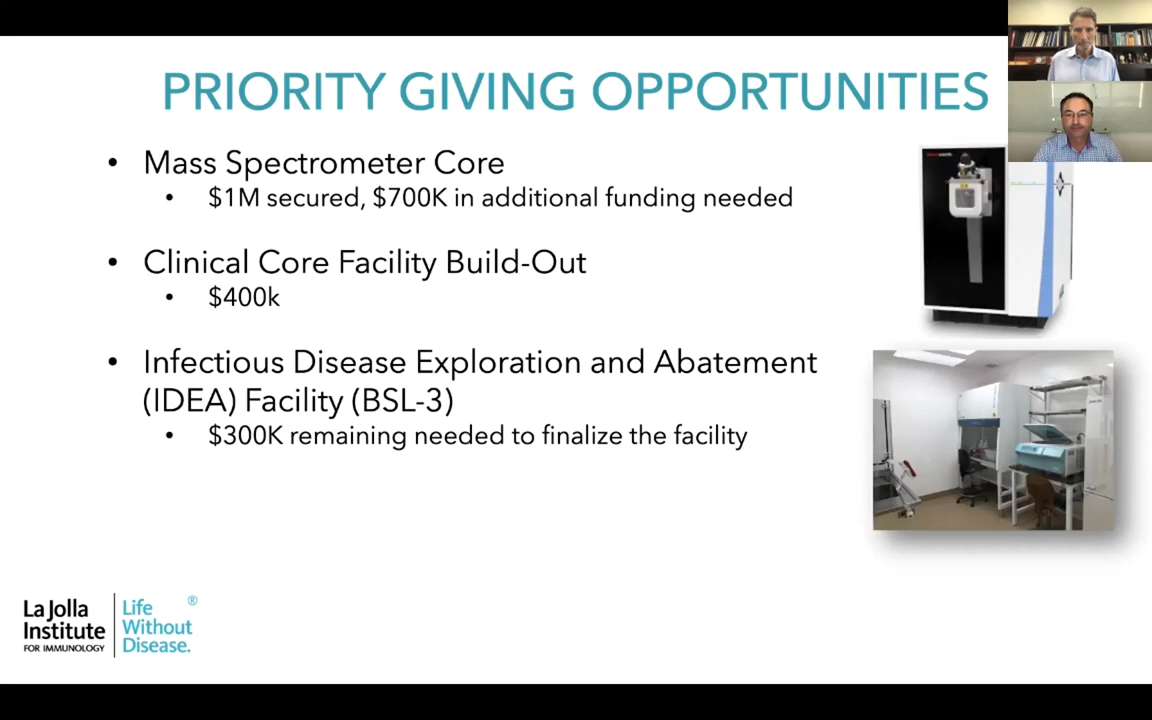 PRIORITY GIVING OPPORTUNITIES
• Mass Spectrometer Core
• $1M secured, $700K in additional funding needed
• Clinical Core Facility Build-Out
• $400k
• Infectious Disease Exploration and Abatement
(IDEA) Facility (BSL-3)
• $300K remaining needed to finalize the facility
La Jolla
Institute
FOR IMMUNOLOGY
Life
Without
Disease.
®